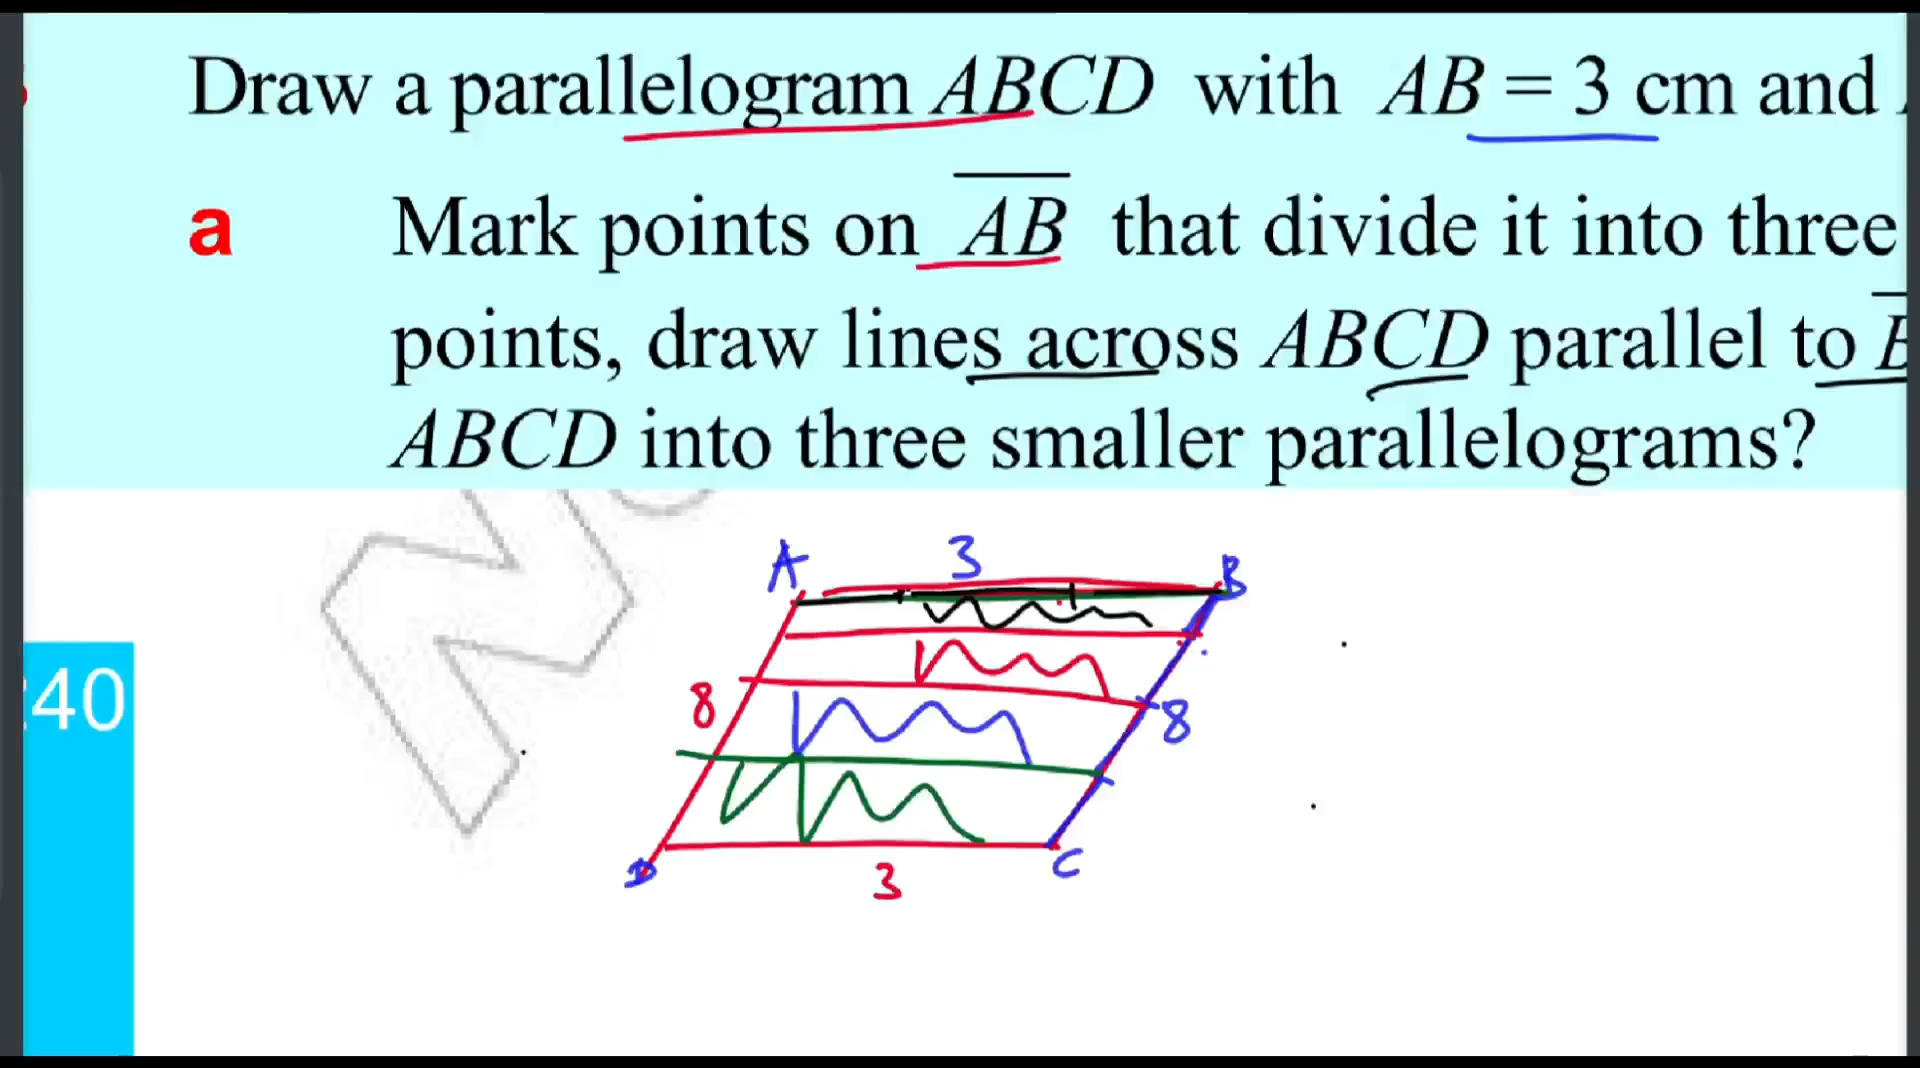 Draw a parallelogram ABCD with AB = 3 cm and
a Mark points on AB that divide it into three
points, draw lines across ABCD parallel to
ABCD into three smaller parallelograms?
A 3 B
8 8
D 3 C
40